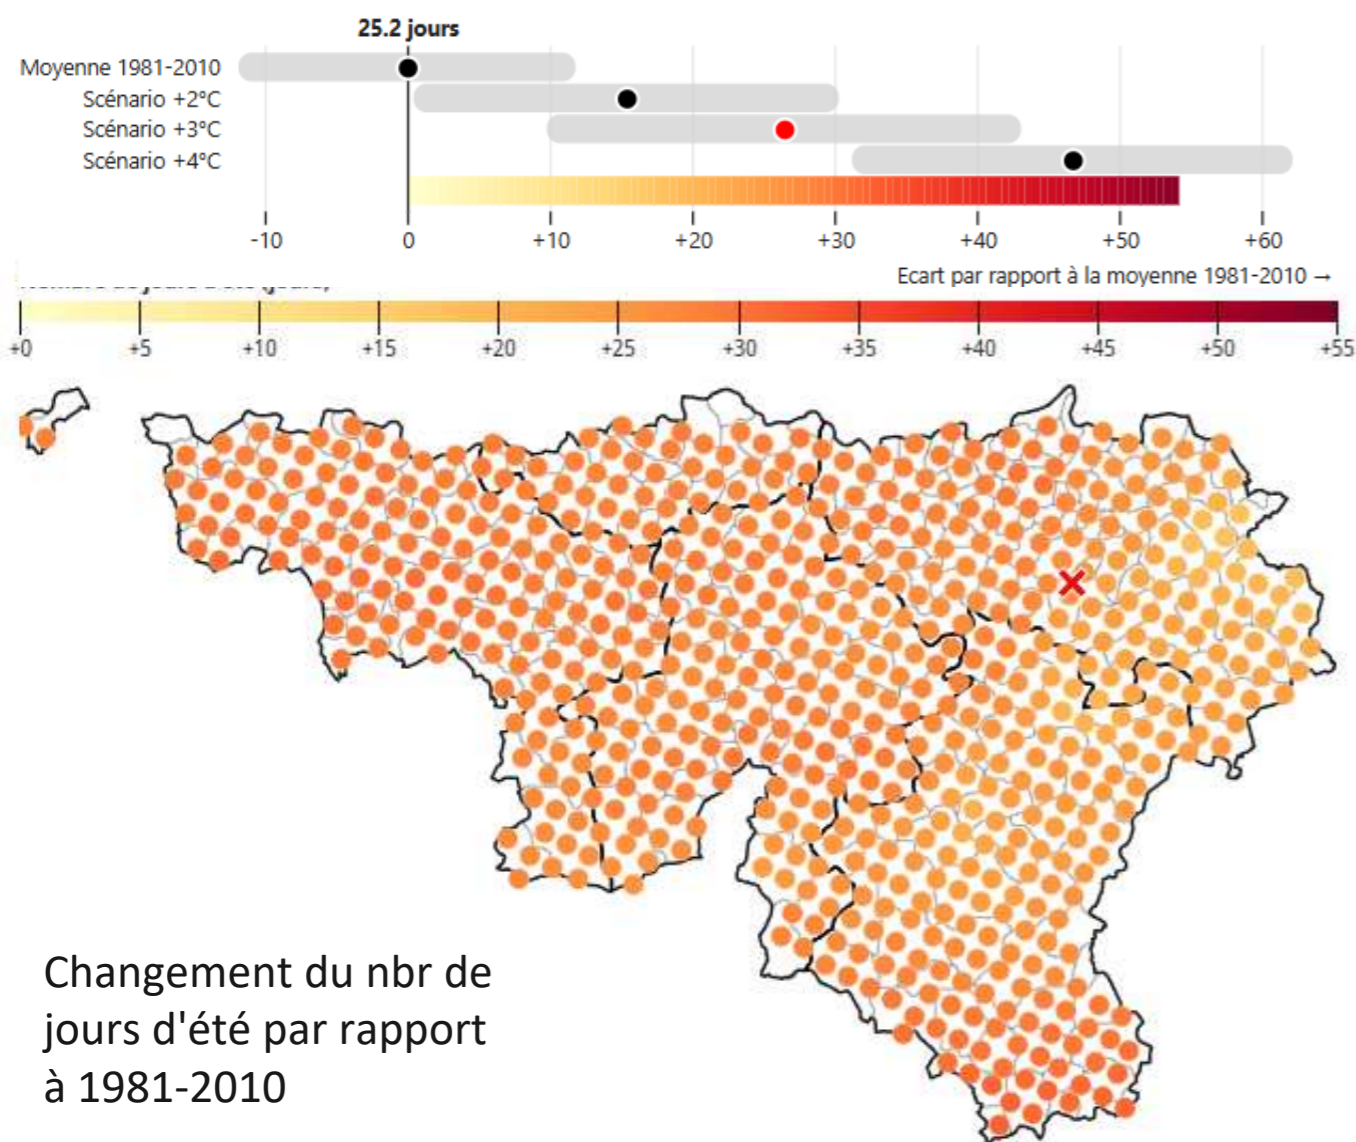 25.2 jours
Moyenne 1981-2010
Scénario +2°C
Scénario +3°C
Scénario +4°C
-10 0 +10 +20 +30 +40 +50 +60
Ecart par rapport à la moyenne 1981-2010 →
+0 +5 +10 +15 +20 +25 +30 +35 +40 +45 +50 +55
Changement du nbr de
jours d'été par rapport
à 1981-2010